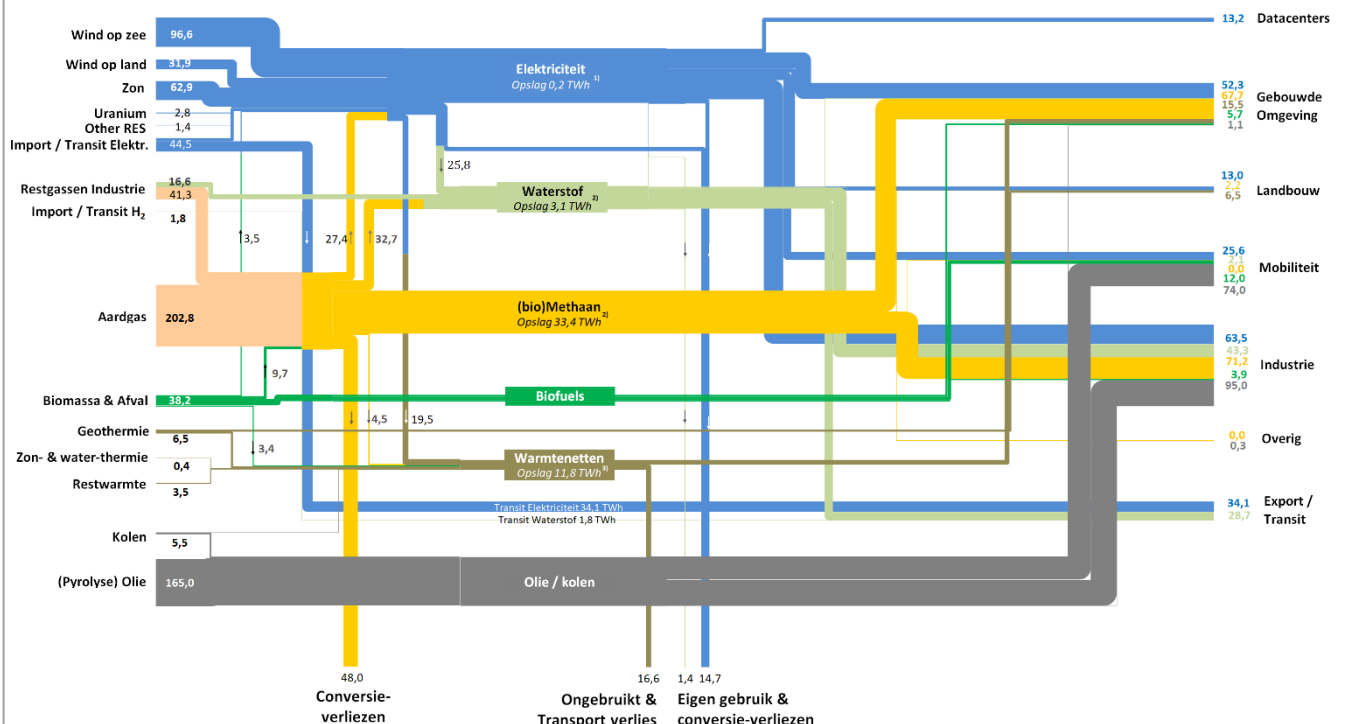 Wind op zee
96,6
Wind op land
31,9
Zon
62,9
Uranium
2,8
Other RES
1,4
Import / Transit Elektr.
44,5
Restgassen Industrie
16,6
41,3
Import / Transit H2
1,8
Aardgas
202,8
Biomassa & Afval
38,2
Geothermie
6,5
Zon- & water-thermie
0,4
Restwarmte
3,5
Kolen
5,5
(Pyrolyse) Olie
165,0
3,5
27,4
32,7
25,8
9,7
3,4
4,5
19,5
Elektriciteit
Opslag 0,2 TWh 1)
Waterstof
Opslag 3,1 TWh 2)
(bio)Methaan
Opslag 33,4 TWh 2)
Biofuels
Warmtenetten
Opslag 11,8 TWh 3)
Transit Elektriciteit 34,1 TWh
Transit Waterstof 1,8 TWh
Olie / kolen
13,2
Datacenters
52,3
67,7
15,5
5,7
1,1
Gebouwde
Omgeving
13,0
2,2
6,5
Landbouw
25,6
2,1
0,0
12,0
74,0
Mobiliteit
63,5
43,3
71,2
3,9
95,0
Industrie
0,0
0,3
Overig
34,1
28,7
Export /
Transit
48,0
Conversie-
verliezen
16,6
Ongebruikt &
Transport verlies
1,4 14,7
Eigen gebruik &
conversie-verliezen